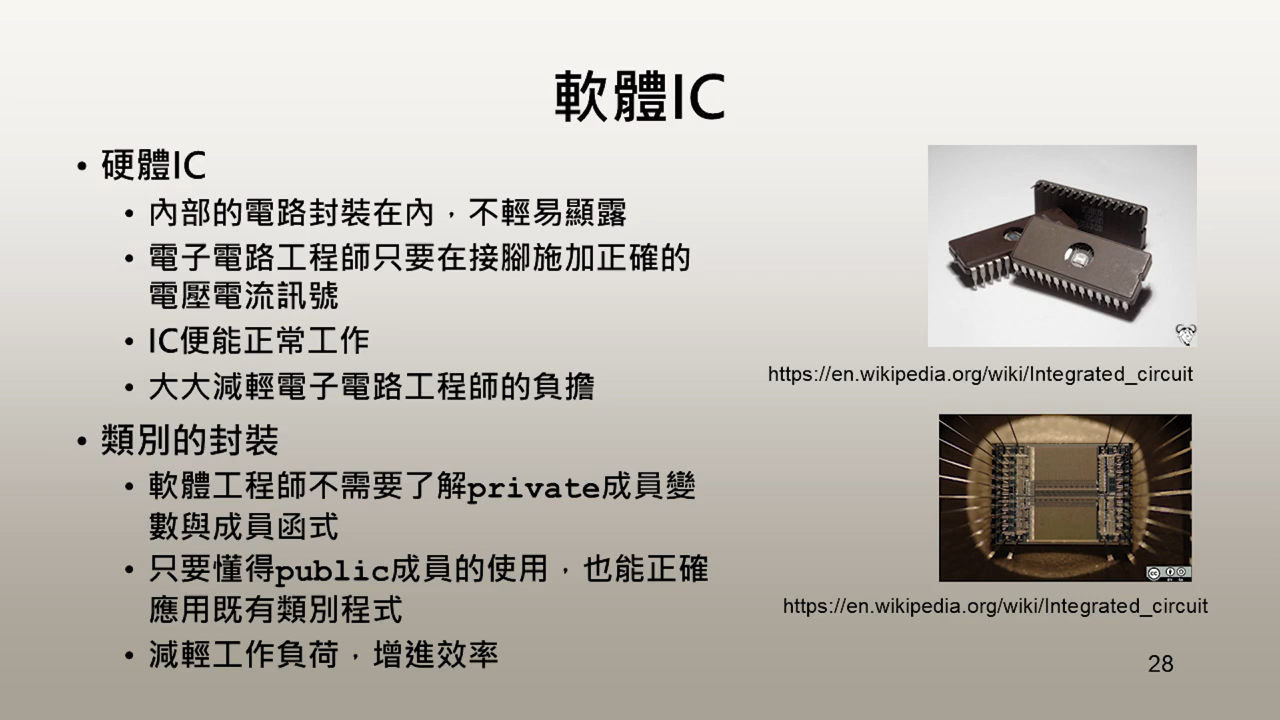 軟體IC
• 硬體IC
• 內部的電路封裝在內，不輕易顯露
• 電子電路工程師只要在接腳施加正確的
電壓電流訊號
• IC便能正常工作
• 大大減輕電子電路工程師的負擔
• 類別的封裝
• 軟體工程師不需要了解private成員變
數與成員函式
• 只要懂得public成員的使用，也能正確
應用既有類別程式
• 減輕工作負荷，增進效率
https://en.wikipedia.org/wiki/Integrated_circuit
https://en.wikipedia.org/wiki/Integrated_circuit
28